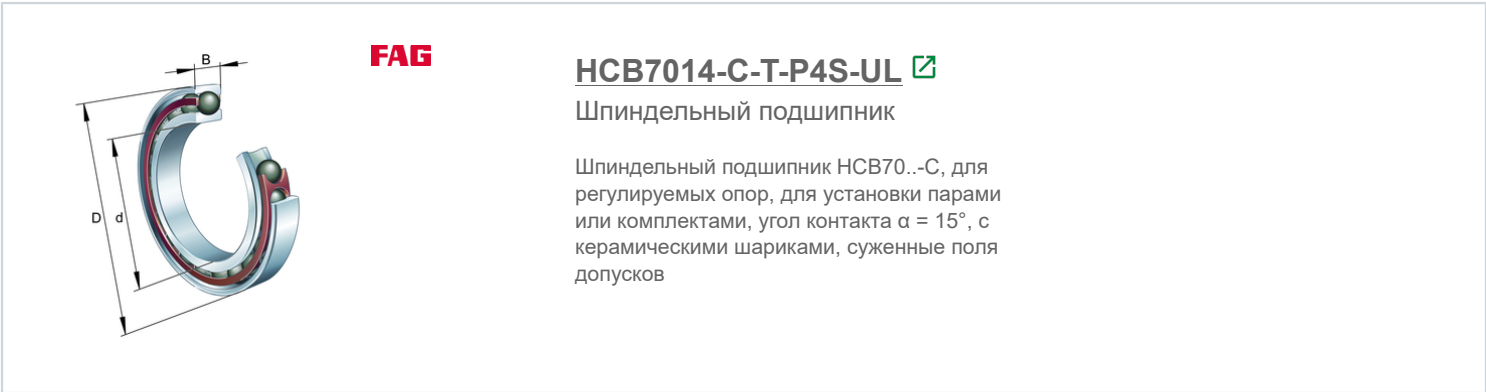 B
FAG
D
d
HCB7014-C-T-P4S-UL
Шпиндельный подшипник
Шпиндельный подшипник HCB70..-C, для
регулируемых опор, для установки парами
или комплектами, угол контакта α = 15°, с
керамическими шариками, суженные поля
допусков